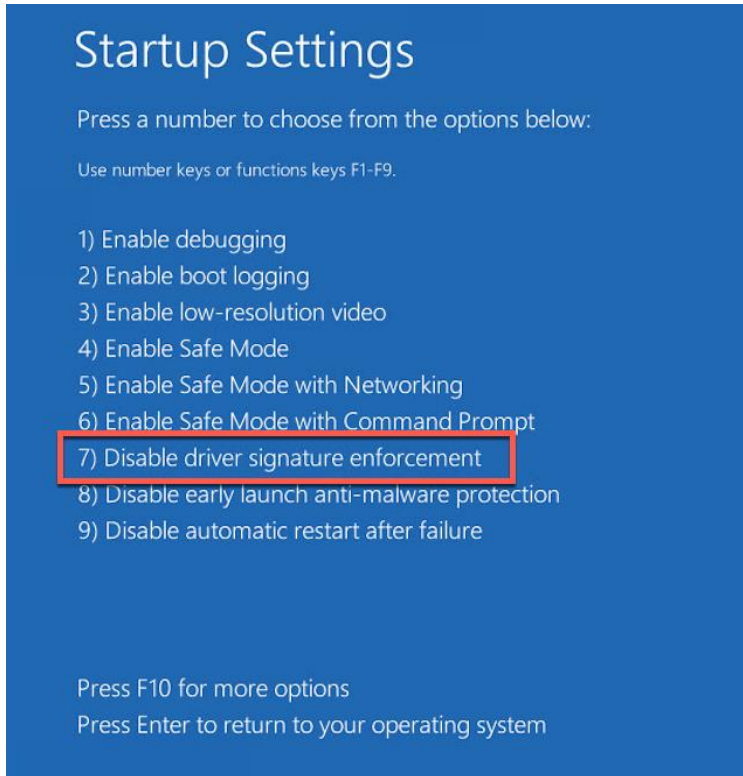 Startup Settings
Press a number to choose from the options below:
Use number keys or functions keys F1-F9.
1) Enable debugging
2) Enable boot logging
3) Enable low-resolution video
4) Enable Safe Mode
5) Enable Safe Mode with Networking
6) Enable Safe Mode with Command Prompt
7) Disable driver signature enforcement
8) Disable early launch anti-malware protection
9) Disable automatic restart after failure
Press F10 for more options
Press Enter to return to your operating system